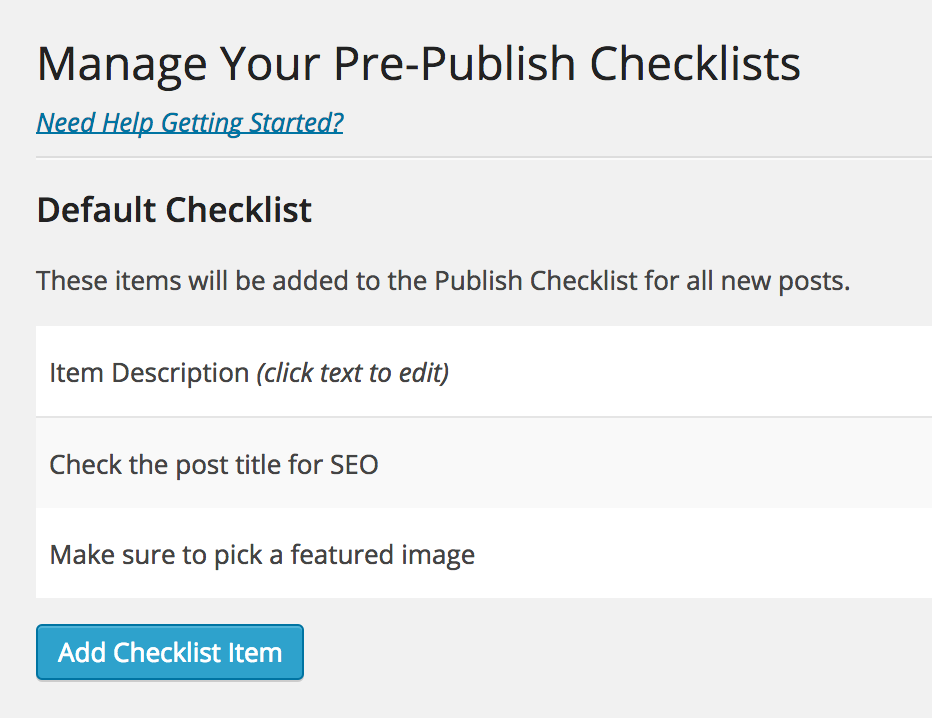 Manage Your Pre-Publish Checklists
Need Help Getting Started?
Default Checklist
These items will be added to the Publish Checklist for all new posts.
Item Description (click text to edit)
Check the post title for SEO
Make sure to pick a featured image
Add Checklist Item